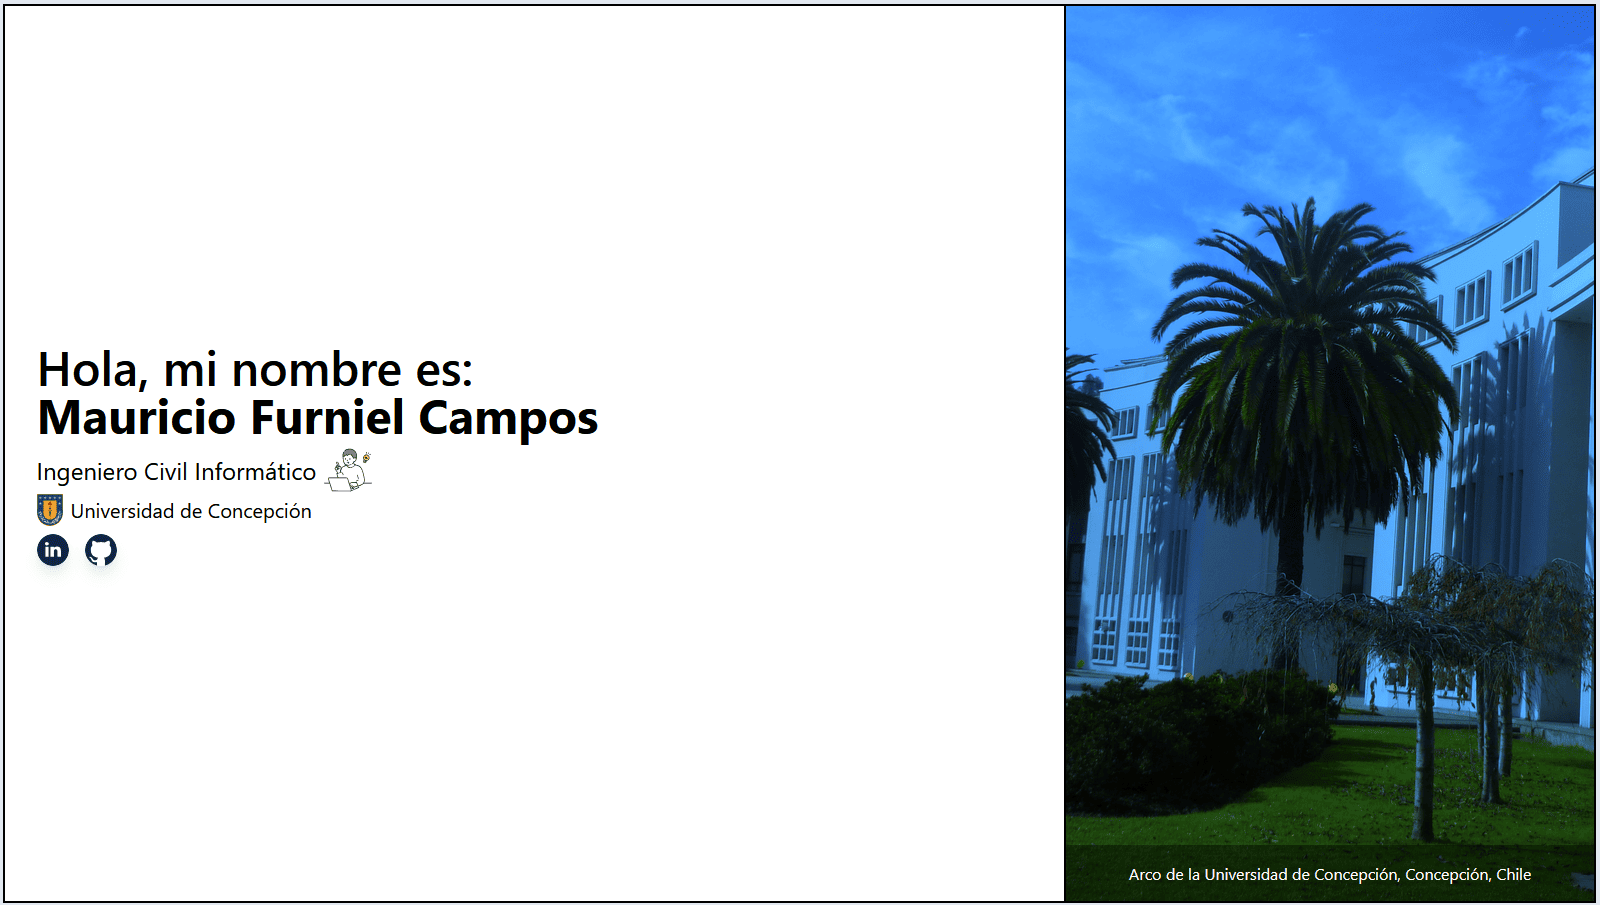 Hola, mi nombre es:
Mauricio Furniel Campos
Ingeniero Civil Informático
Universidad de Concepción
in
Arco de la Universidad de Concepción, Concepción, Chile